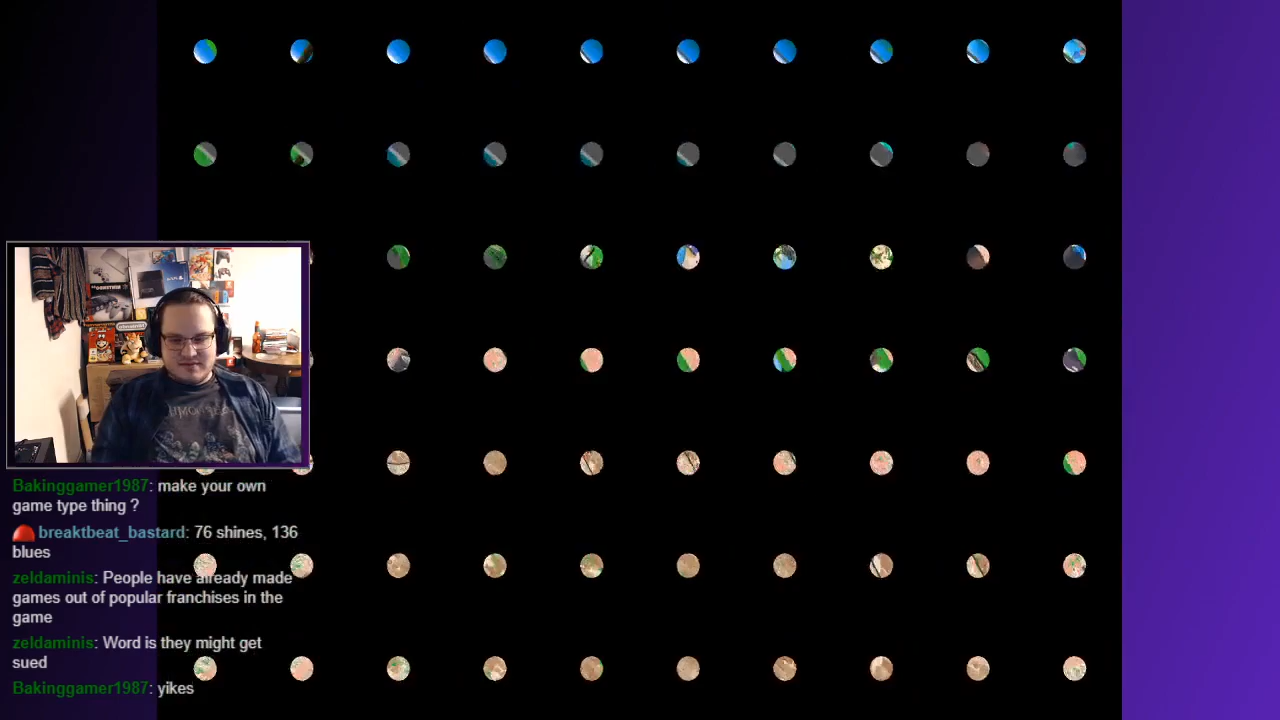 Bakinggamer1987: make your own
game type thing ?
breaktbeat_bastard: 76 shines, 136
blues
zeldaminis: People have already made
games out of popular franchises in the
game
zeldaminis: Word is they might get
sued
Bakinggamer1987: yikes